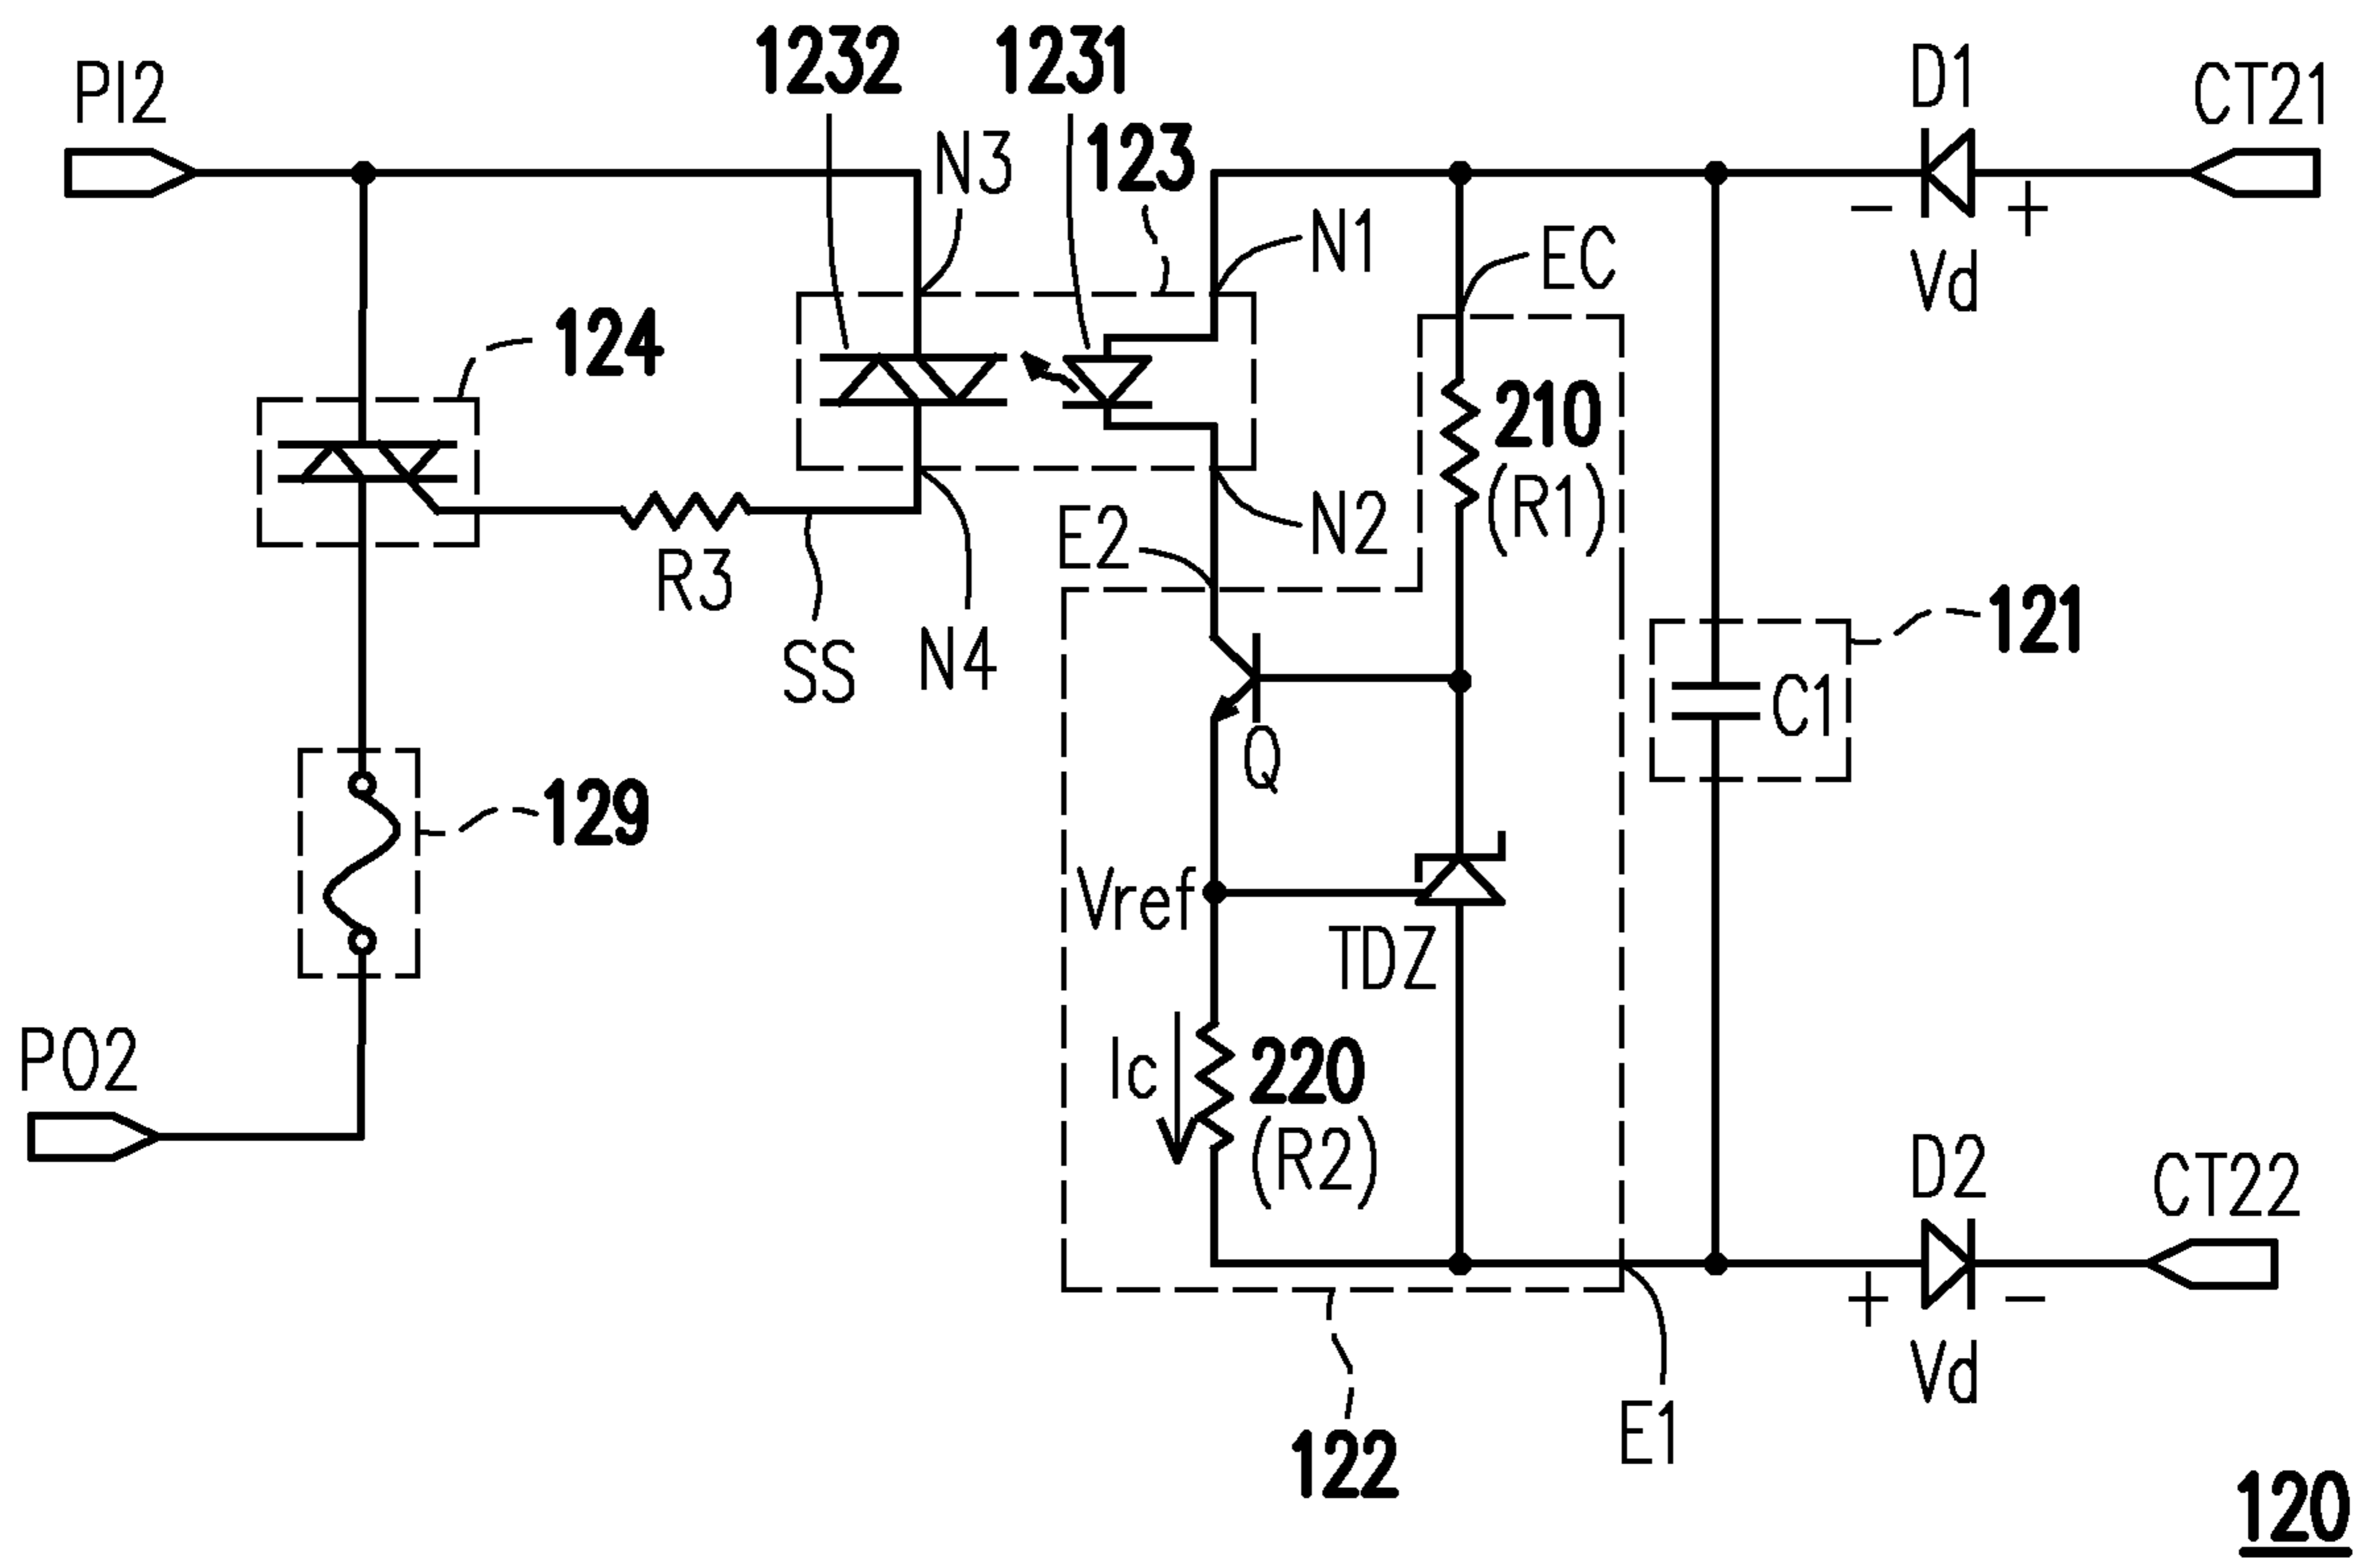 1232
1231
D1
CT21
PI2
N3
123
N1
EC
- +
Vd
124
210
(R1)
N2
E2
R3
121
SS
N4
C1
Q
129
Vref
TDZ
PO2
Ic
220
(R2)
D2
CT22
+ -
Vd
E1
122
120